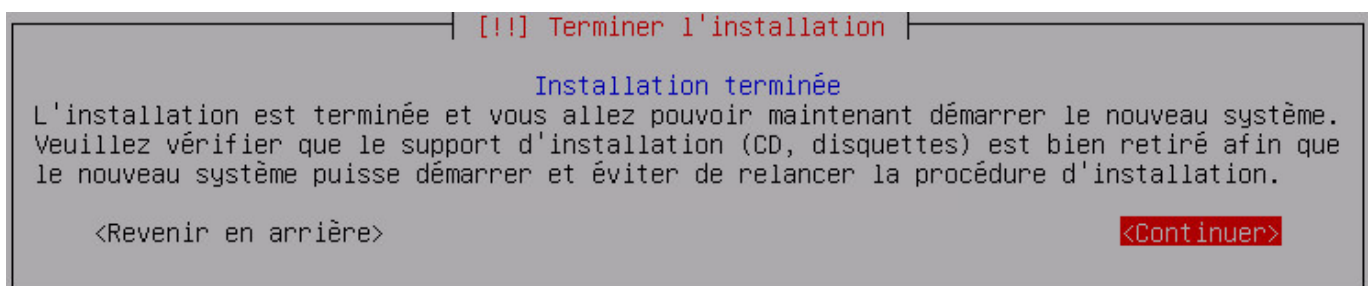 [!!] Terminer l'installation
Installation terminée
L'installation est terminée et vous allez pouvoir maintenant démarrer le nouveau système.
Veuillez vérifier que le support d'installation (CD, disquettes) est bien retiré afin que
le nouveau système puisse démarrer et éviter de relancer la procédure d'installation.
<Revenir en arrière> <Continuer>